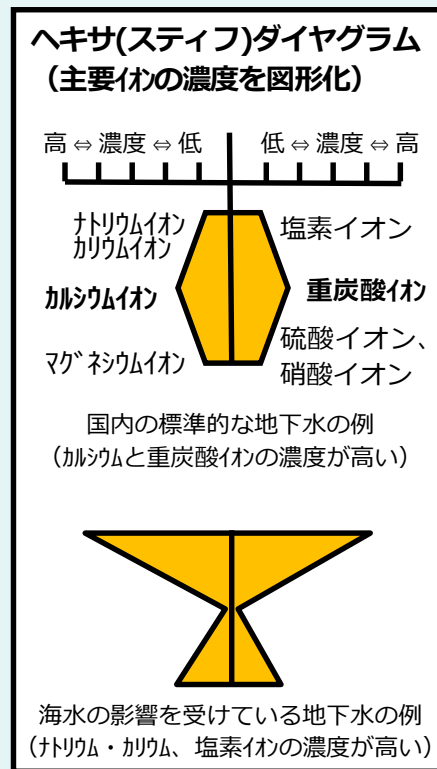 ヘキサ(スティフ)ダイヤグラム
（主要ｲｵﾝの濃度を図形化）
高 ⇔ 濃度 ⇔ 低
低 ⇔ 濃度 ⇔ 高
ﾅﾄﾘｳﾑイオン
ｶﾘｳﾑイオン
塩素イオン
ｶﾙｼｳﾑイオン
重炭酸ｲｵﾝ
ﾏｸﾞﾈｼｳﾑイオン
硫酸イオン、
硝酸イオン
国内の標準的な地下水の例
（ｶﾙｼｳﾑと重炭酸ｲｵﾝの濃度が高い）
海水の影響を受けている地下水の例
（ﾅﾄﾘｳﾑ・ｶﾘｳﾑ、塩素ｲｵﾝの濃度が高い）